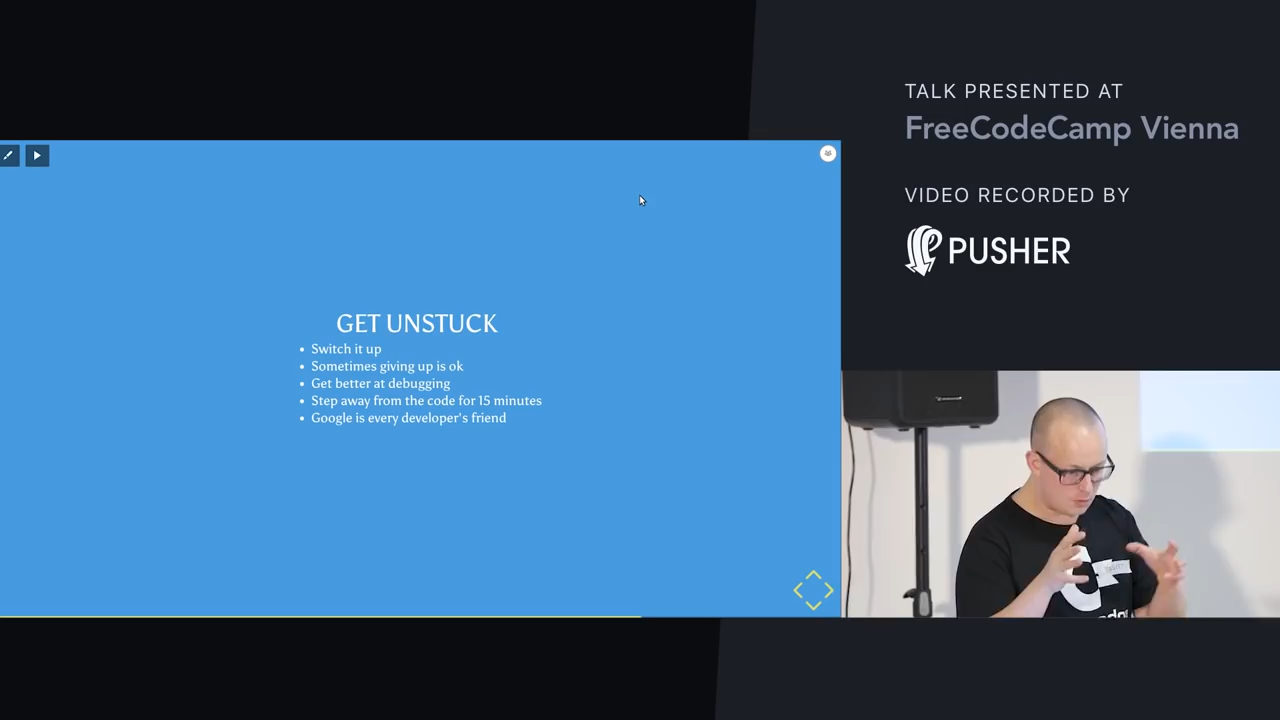 TALK PRESENTED AT
FreeCodeCamp Vienna
VIDEO RECORDED BY
PUSHER
GET UNSTUCK
• Switch it up
• Sometimes giving up is ok
• Get better at debugging
• Step away from the code for 15 minutes
• Google is every developer's friend